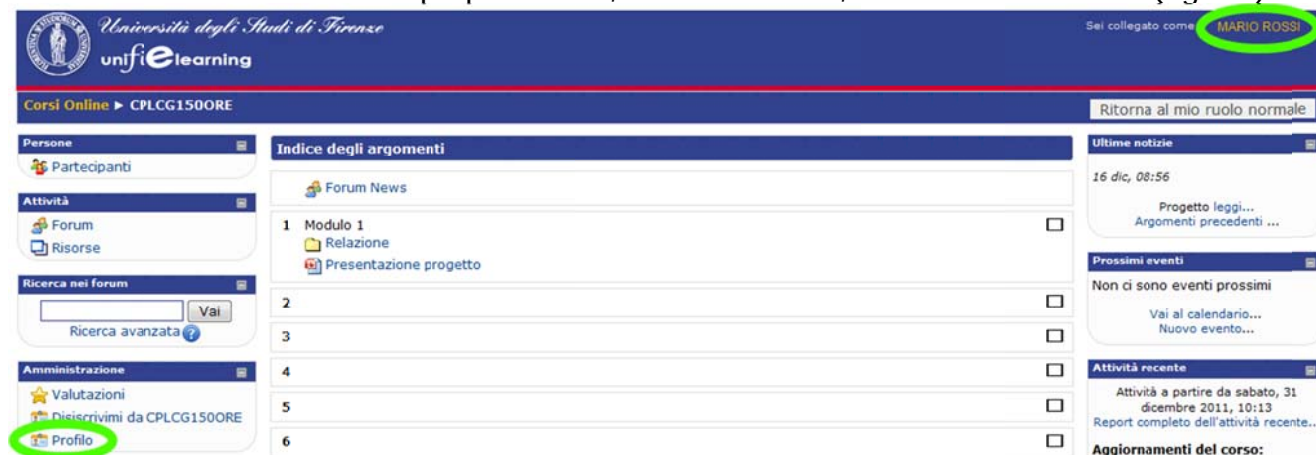 Università degli Studi di Firenze
unifi elearning
Sei collegato come MARIO ROSSI
Corsi Online ► CPLCG150ORE
Ritorna al mio ruolo normale
Persone
Partecipanti
Attività
Forum
Risorse
Ricerca nei forum
Vai
Ricerca avanzata ?
Amministrazione
Valutazioni
Disiscrivimi da CPLCG150ORE
Profilo
Indice degli argomenti
Forum News
1 Modulo 1
Relazione
Presentazione progetto
2
3
4
5
6
Ultime notizie
16 dic, 08:56
Progetto leggi...
Argomenti precedenti ...
Prossimi eventi
Non ci sono eventi prossimi
Vai al calendario...
Nuovo evento...
Attività recente
Attività a partire da sabato, 31
dicembre 2011, 10:13
Report completo dell'attività recente..
Aggiornamenti del corso: